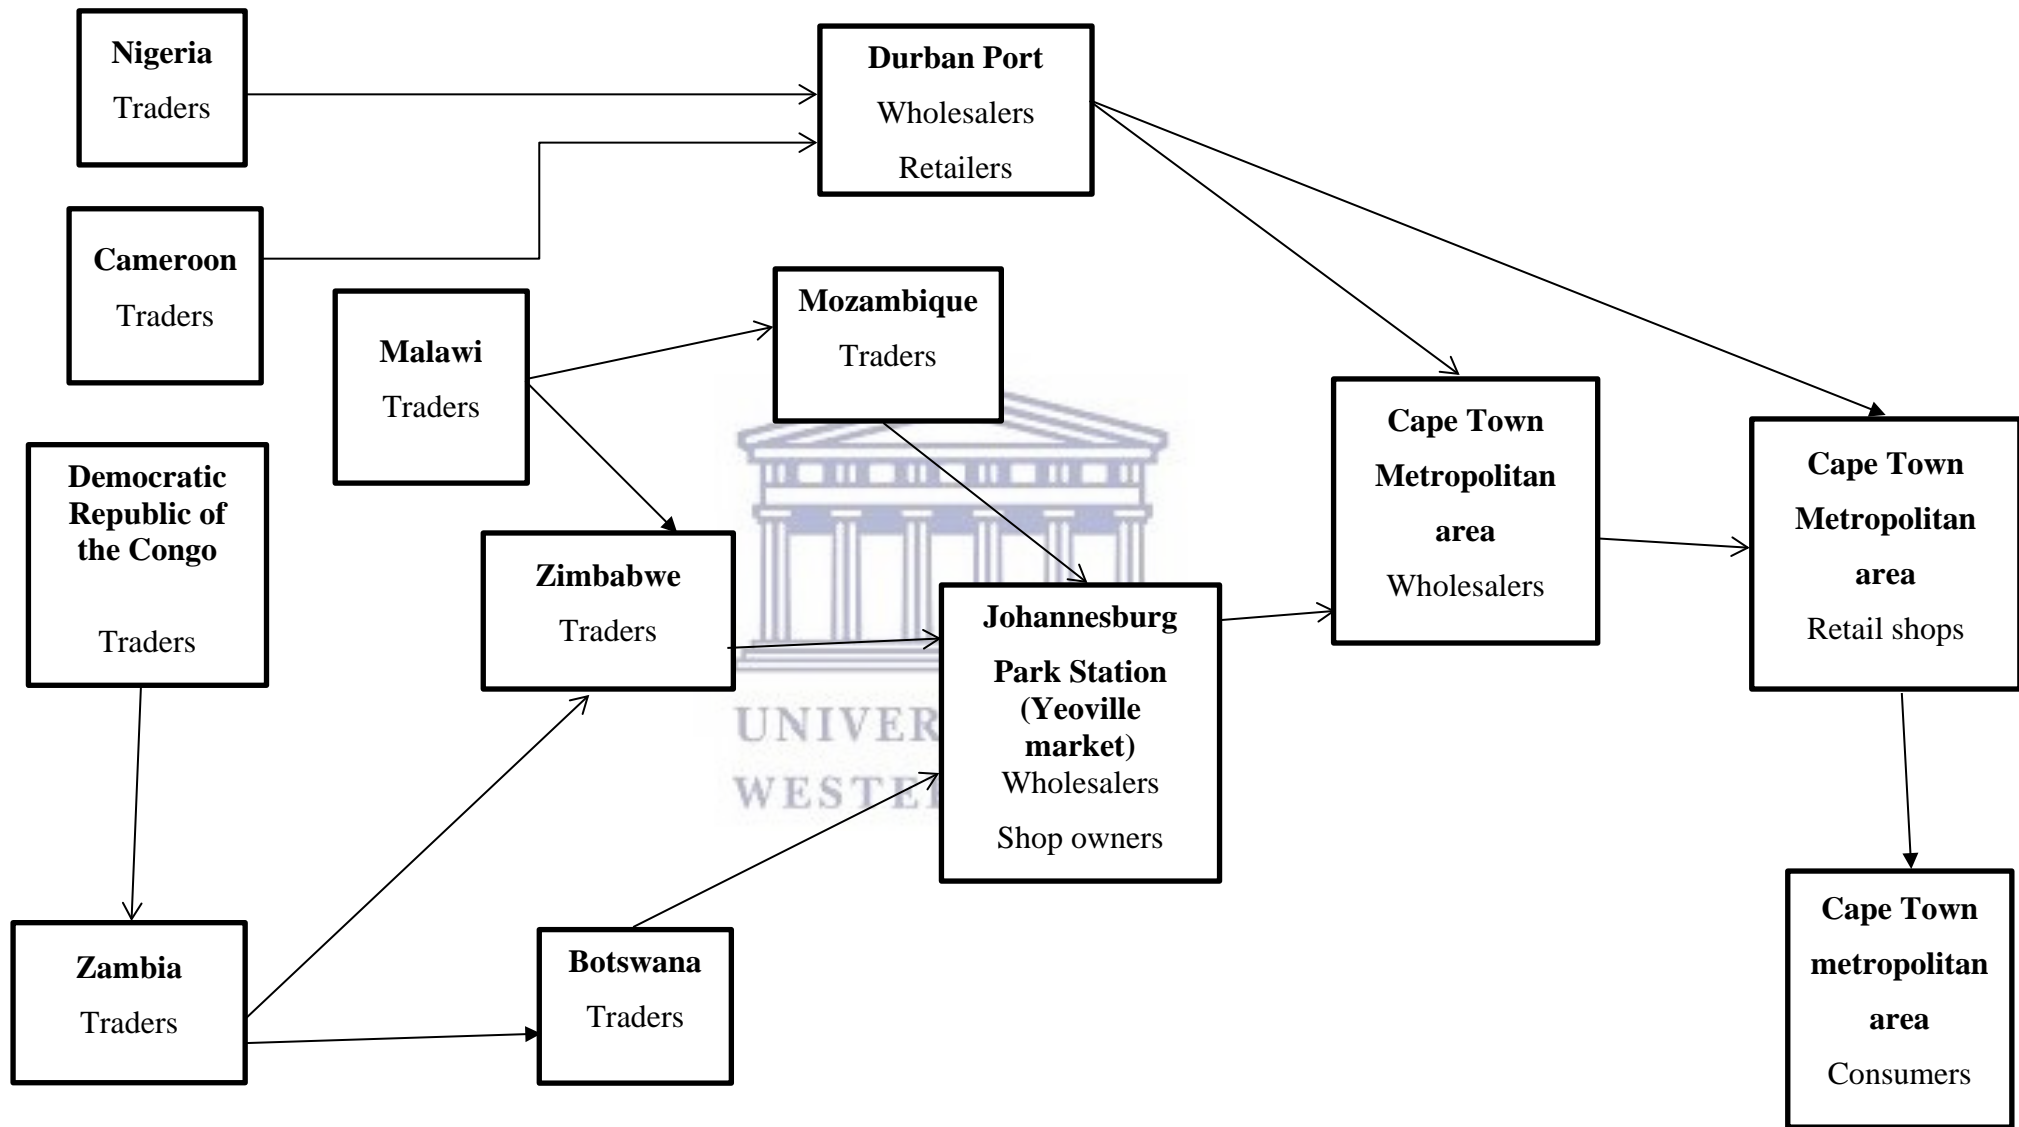 Nigeria
Traders
Durban Port
Wholesalers
Retailers
Cameroon
Traders
Malawi
Traders
Mozambique
Traders
Democratic
Republic of
the Congo
Traders
Zimbabwe
Traders
Johannesburg
Park Station
(Yeoville
market)
Wholesalers
Shop owners
Cape Town
Metropolitan
area
Wholesalers
Cape Town
Metropolitan
area
Retail shops
Zambia
Traders
Botswana
Traders
Cape Town
metropolitan
area
Consumers